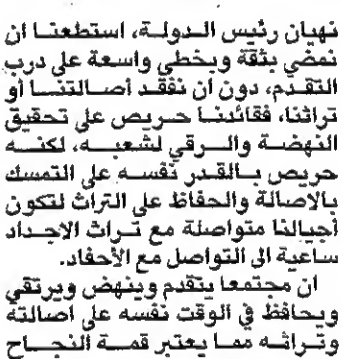 نهيان رئيس الدولة، استطعنا ان
نمضي بثقة وبخطى واسعة على درب
التقدم، دون أن نفقد أصالتنا أو
تراثنا، فقائدنا حريص على تحقيق
النهضة والرقي لشعبه، لكنه
حريص بالقدر نفسه على التمسك
بالاصالة والحفاظ على التراث لتكون
أجيالنا متواصلة مع تراث الاجداد
ساعية الى التواصل مع الأحفاد.
ان مجتمعا يتقدم وينهض ويرتقي
ويحافظ في الوقت نفسه على اصالته
وتراثه مما يعتبر قمة النجاح